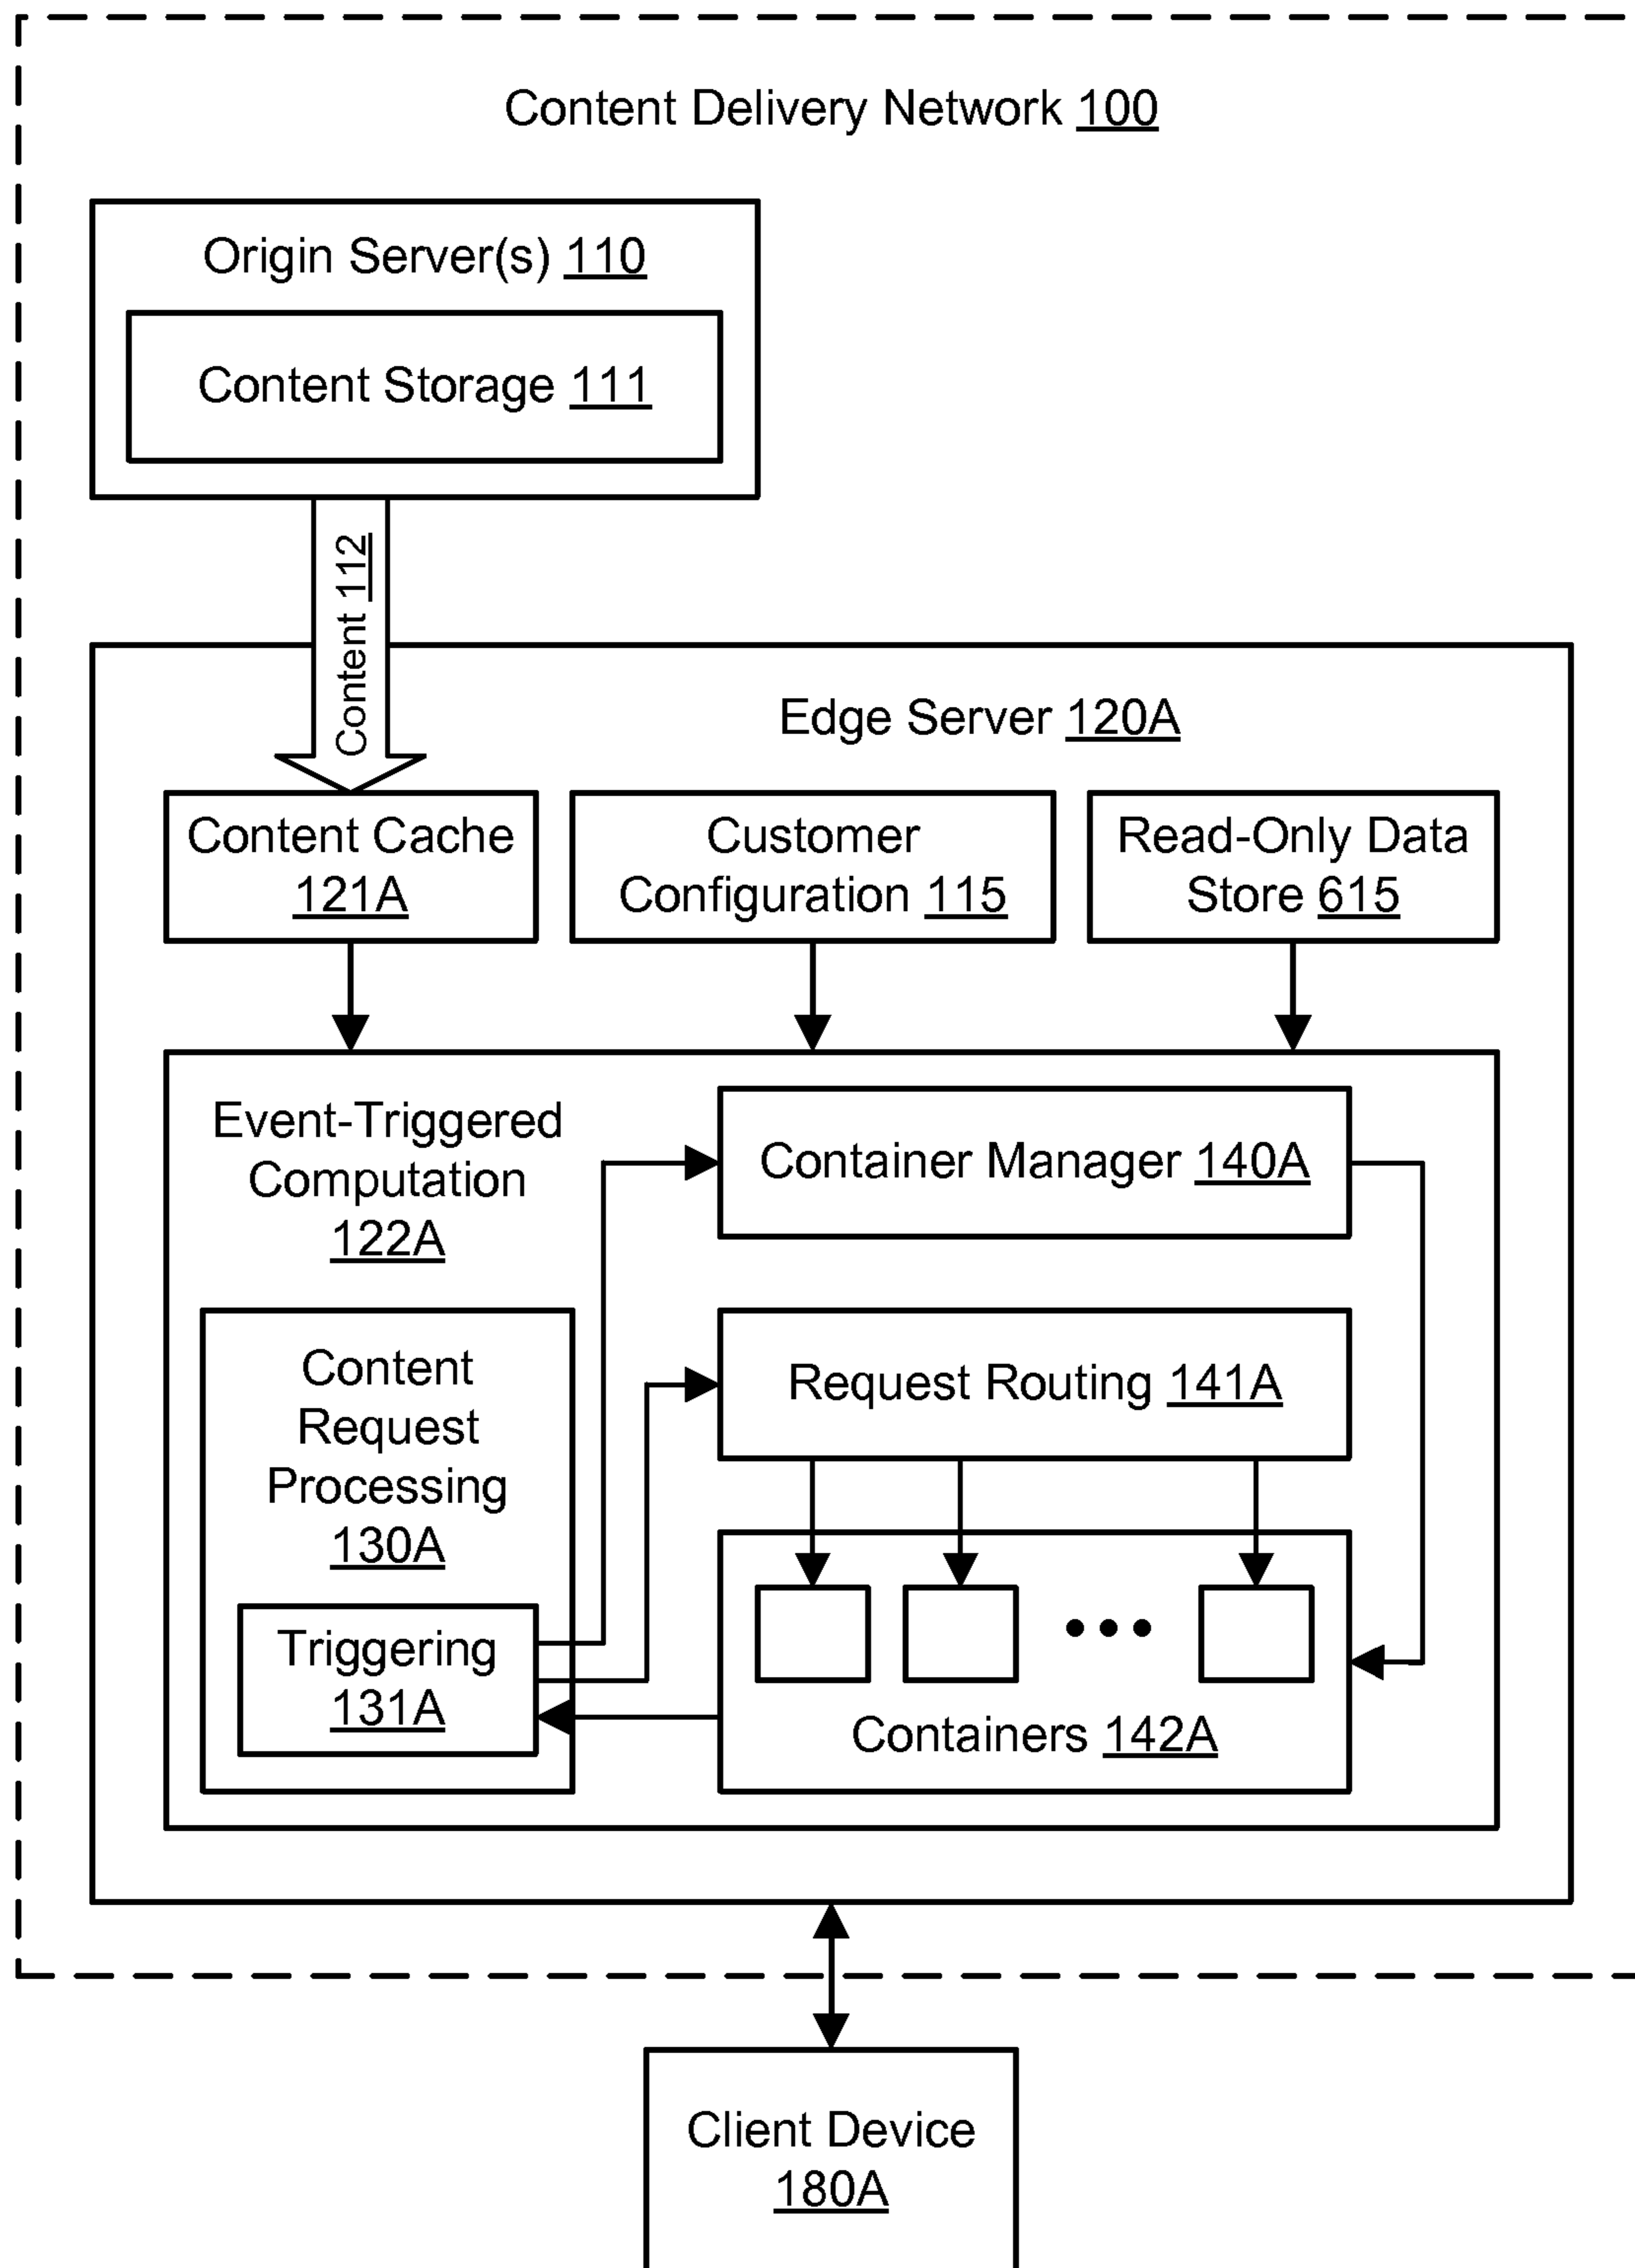 Content Delivery Network 100
Origin Server(s) 110
Content Storage 111
Content 112
Edge Server 120A
Content Cache
121A
Customer
Configuration 115
Read-Only Data
Store 615
Event-Triggered
Computation
122A
Container Manager 140A
Content
Request
Processing
130A
Request Routing 141A
Triggering
131A
Containers 142A
Client Device
180A